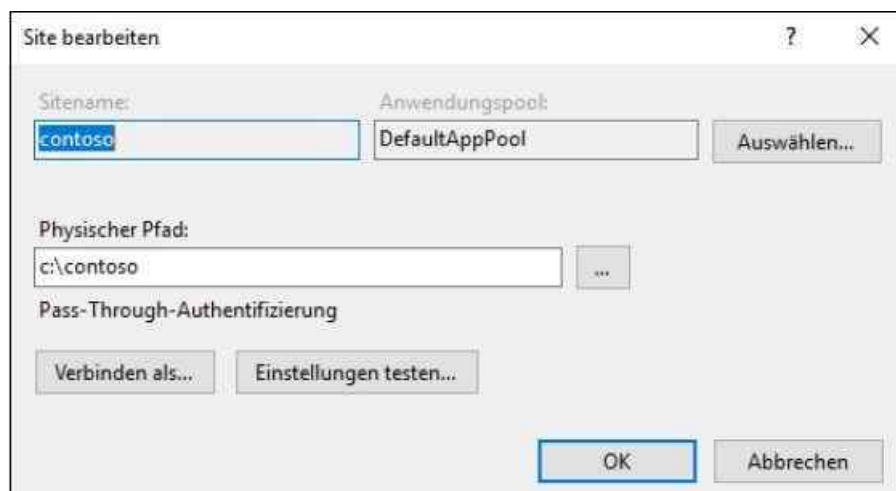 Site bearbeiten ? ×
Sitename: Anwendungspool:
contoso DefaultAppPool Auswählen...
Physischer Pfad:
c:\contoso ...
Pass-Through-Authentifizierung
Verbinden als... Einstellungen testen...
OK Abbrechen